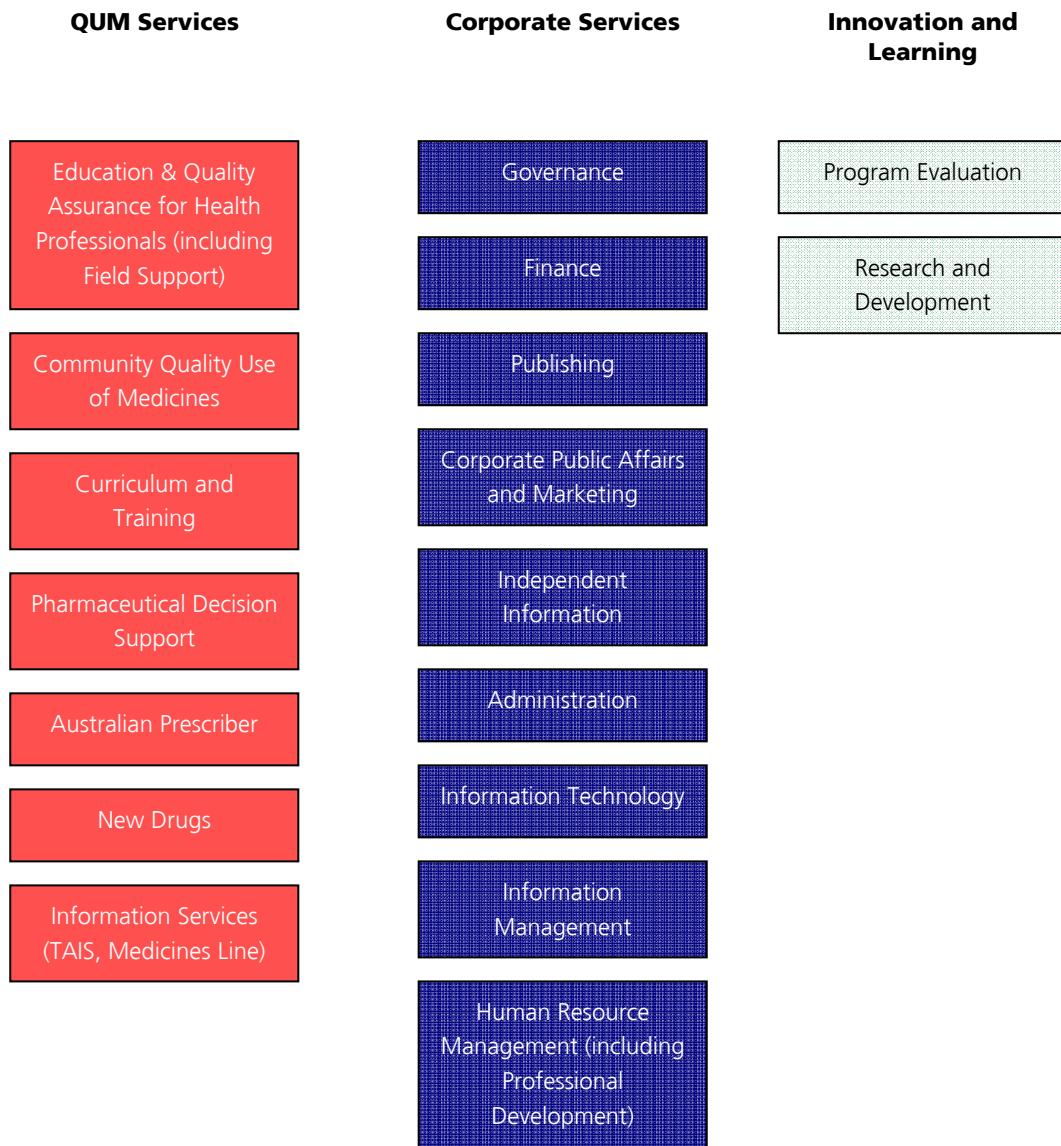 QUM Services
Education & Quality
Assurance for Health
Professionals (including
Field Support)
Community Quality Use
of Medicines
Curriculum and
Training
Pharmaceutical Decision
Support
Australian Prescriber
New Drugs
Information Services
(TAIS, Medicines Line)
Corporate Services
Governance
Finance
Publishing
Corporate Public Affairs
and Marketing
Independent
Information
Administration
Information Technology
Information
Management
Human Resource
Management (including
Professional
Development)
Innovation and
Learning
Program Evaluation
Research and
Development